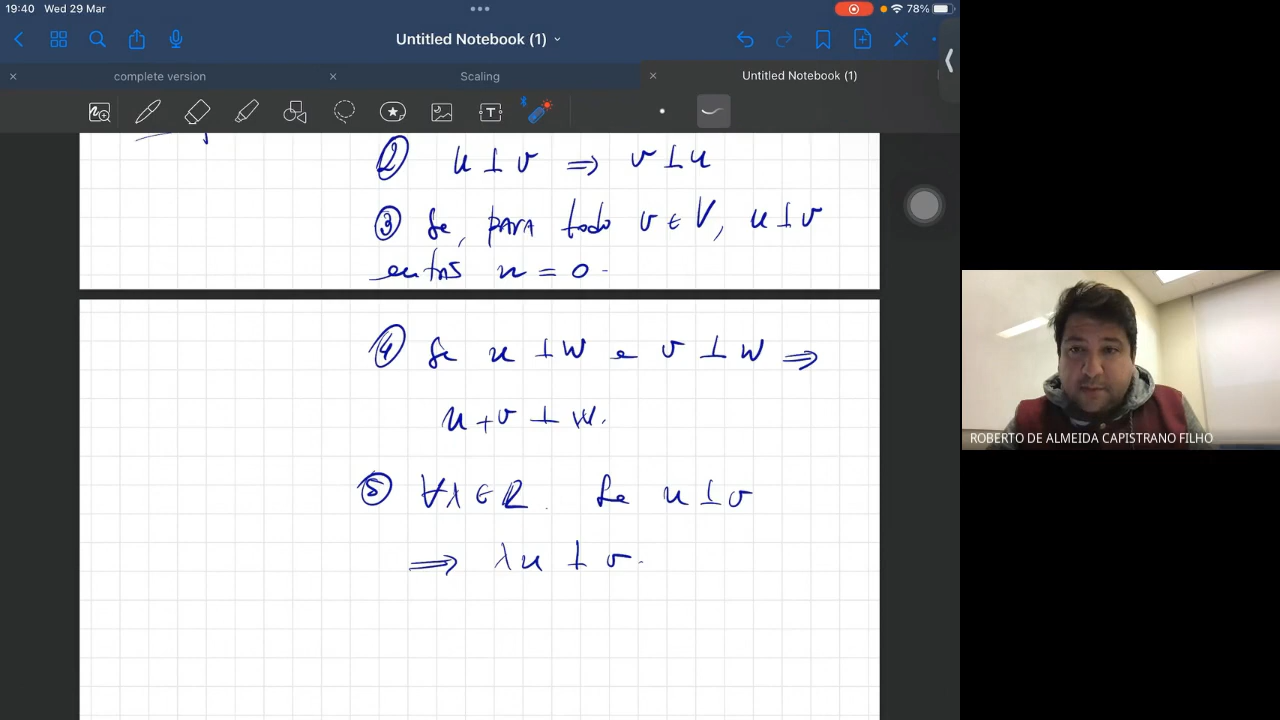 19:40 Wed 29 Mar
78%
Untitled Notebook (1)
complete version
Scaling
Untitled Notebook (1)
② u ⊥ v ⇒ v ⊥ u
③ Se, para todo v ∈ V, u ⊥ v
então u = 0.
④ Se u ⊥ w e v ⊥ w ⇒
u + v ⊥ w.
⑤ ∀λ ∈ R. Se u ⊥ v
⇒ λu ⊥ v.
ROBERTO DE ALMEIDA CAPISTRANO FILHO